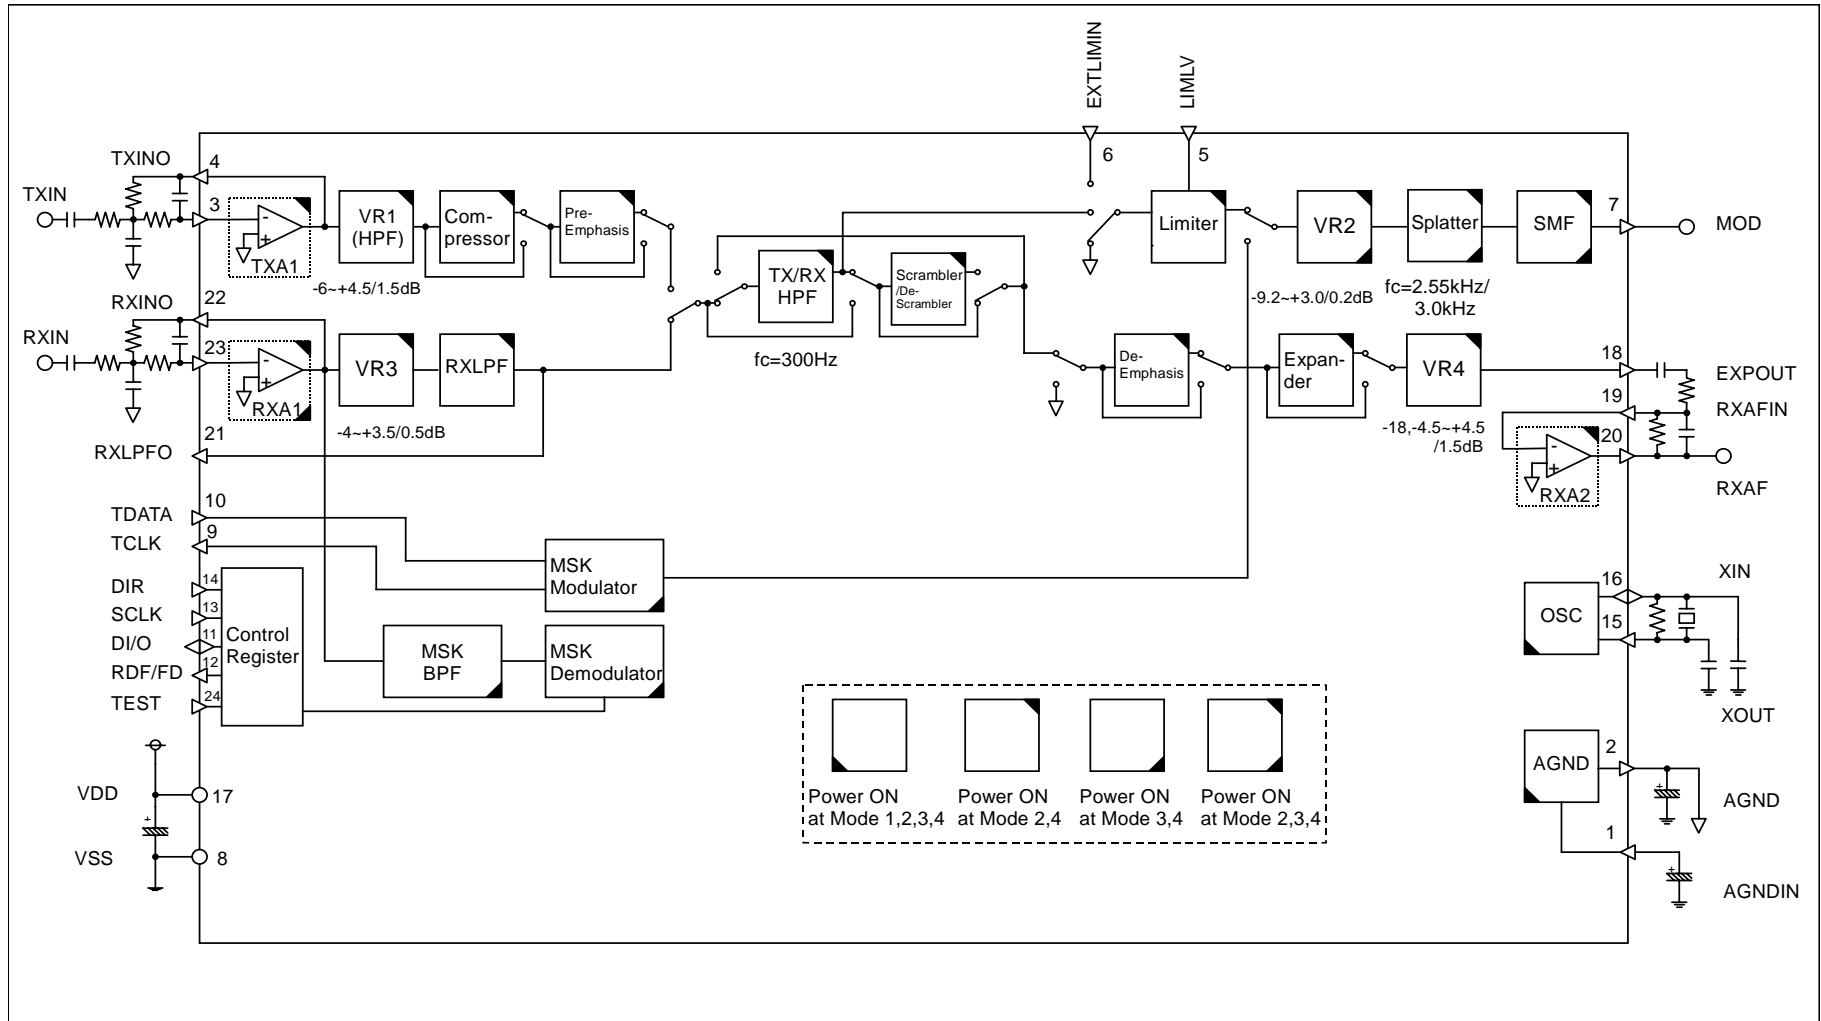 EXTLIMIN
LIMLV
6
5
TXINO
4
TXIN
3
-
+
TXA1
VR1
(HPF)
Com-
pressor
Pre-
Emphasis
-6~+4.5/1.5dB
TX/RX
HPF
fc=300Hz
Scrambler
/De-
Scrambler
Limiter
VR2
Splatter
SMF
7
MOD
-9.2~+3.0/0.2dB
fc=2.55kHz/
3.0kHz
RXINO
22
RXIN
23
-
+
RXA1
VR3
RXLPF
-4~+3.5/0.5dB
21
RXLPFO
De-
Emphasis
Expan-
der
VR4
18
EXPOUT
19
RXAFIN
-18,-4.5~+4.5
/1.5dB
20
-
+
RXA2
RXAF
10
TDATA
9
TCLK
MSK
Modulator
14
DIR
13
SCLK
11
DI/O
12
RDF/FD
24
TEST
Control
Register
MSK
BPF
MSK
Demodulator
16
XIN
OSC
15
XOUT
Power ON
at Mode 1,2,3,4
Power ON
at Mode 2,4
Power ON
at Mode 3,4
Power ON
at Mode 2,3,4
VDD
17
+
VSS
8
AGND
2
+
AGND
1
+
AGNDIN